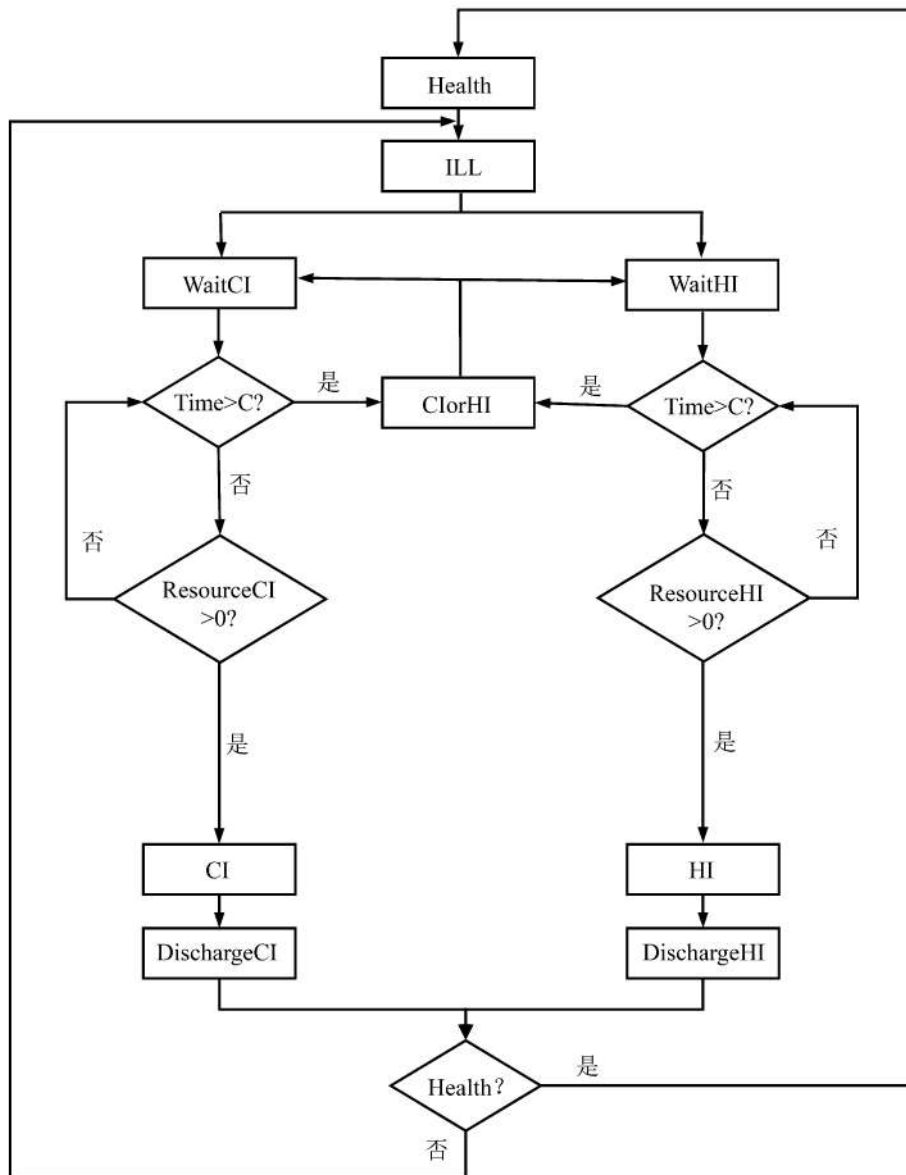 Health
ILL
WaitCI
WaitHI
Time>C?
是
CIorHI
是
Time>C?
否
否
否
否
ResourceCI
>0?
ResourceHI
>0?
是
是
CI
HI
DischargeCI
DischargeHI
Health?
是
否